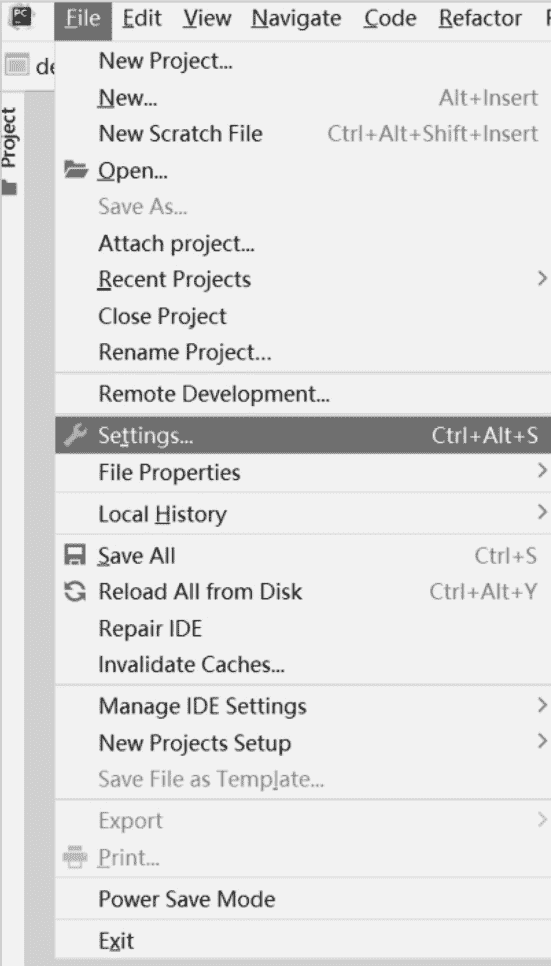 PC
File Edit View Navigate Code Refactor
de
Project
New Project...
New... Alt+Insert
New Scratch File Ctrl+Alt+Shift+Insert
Open...
Save As...
Attach project...
Recent Projects
Close Project
Rename Project...
Remote Development...
Settings... Ctrl+Alt+S
File Properties
Local History
Save All Ctrl+S
Reload All from Disk Ctrl+Alt+Y
Repair IDE
Invalidate Caches...
Manage IDE Settings
New Projects Setup
Save File as Template...
Export
Print...
Power Save Mode
Exit